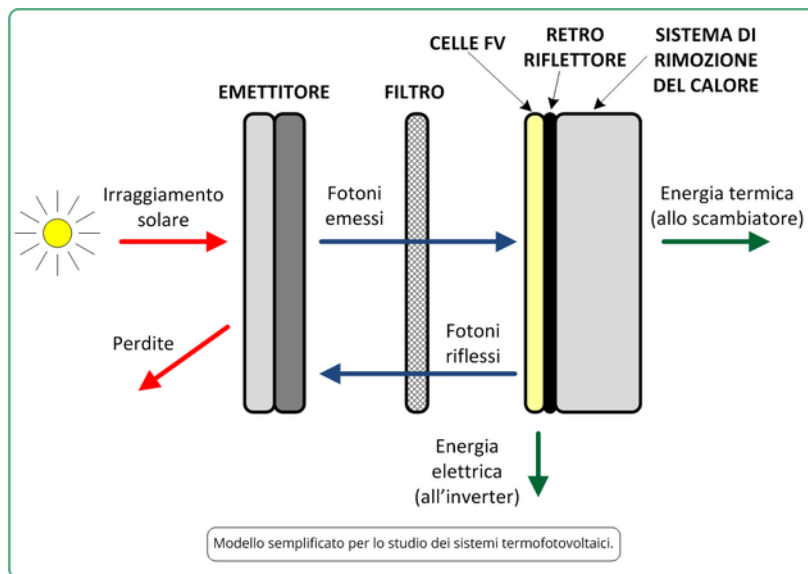 CELLE FV
RETRO
RIFLETTORE
SISTEMA DI
RIMOZIONE
DEL CALORE
EMETTITORE
FILTRO
Irraggiamento
solare
Fotoni
emessi
Energia termica
(allo scambiatore)
Perdite
Fotoni
riflessi
Energia
elettrica
(all'inverter)
Modello semplificato per lo studio dei sistemi termofotovoltaici.